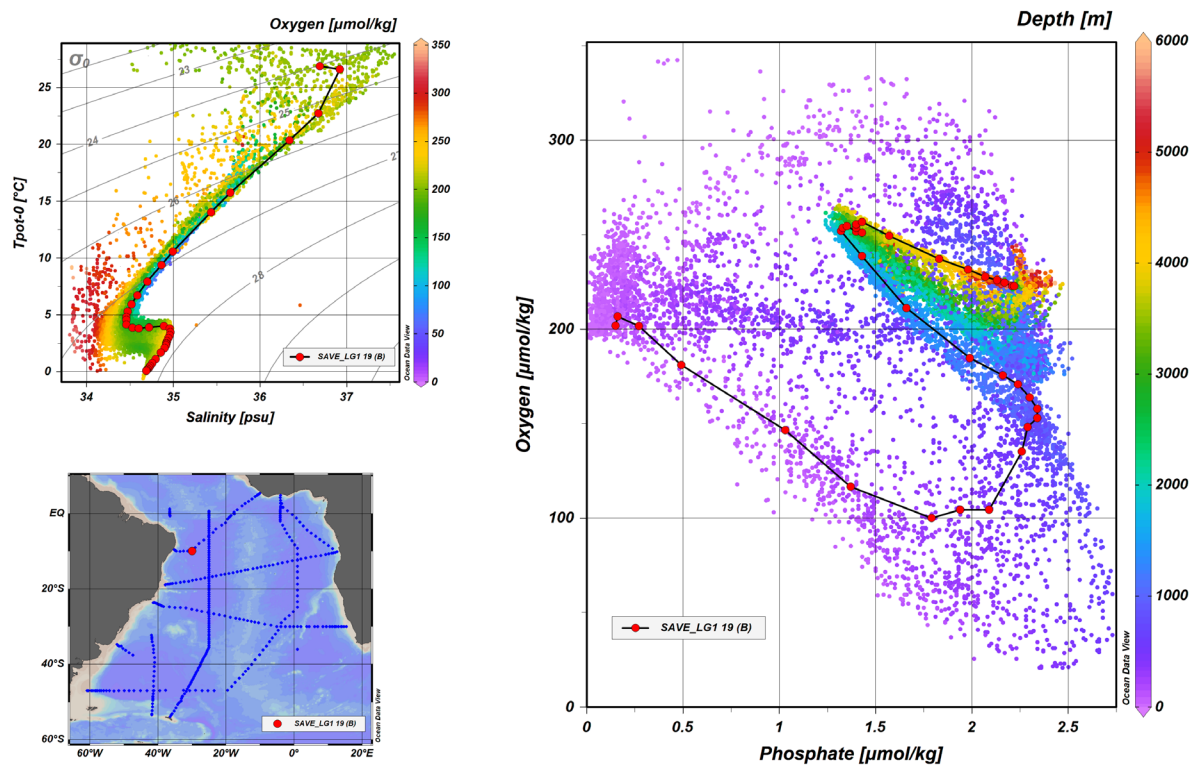 Oxygen [μmol/kg]
σ0
23
24
25
26
27
28
25
20
15
10
5
0
Tpot-0 [°C]
34
35
36
37
Salinity [psu]
SAVE_LG1 19 (B)
Ocean Data View
350
300
250
200
150
100
50
0
EQ
20°S
40°S
60°S
60°W
40°W
20°W
0°
20°E
SAVE_LG1 19 (B)
Ocean Data View
Depth [m]
300
200
100
0
Oxygen [μmol/kg]
0
0.5
1
1.5
2
2.5
Phosphate [μmol/kg]
SAVE_LG1 19 (B)
Ocean Data View
6000
5000
4000
3000
2000
1000
0